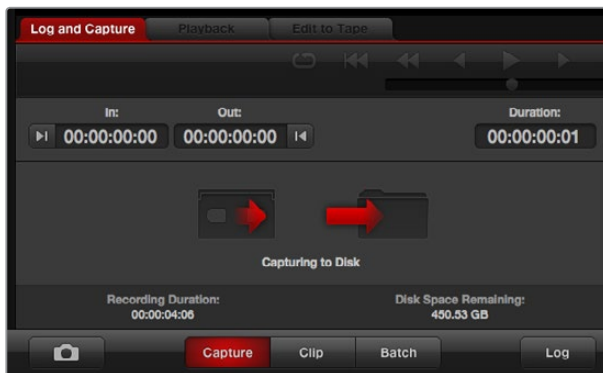 Log and Capture Playback Edit to Tape
In: Out: Duration:
00:00:00:00 00:00:00:00 00:00:00:01
Capturing to Disk
Recording Duration: Disk Space Remaining:
00:00:04:06 450.53 GB
Capture Clip Batch Log